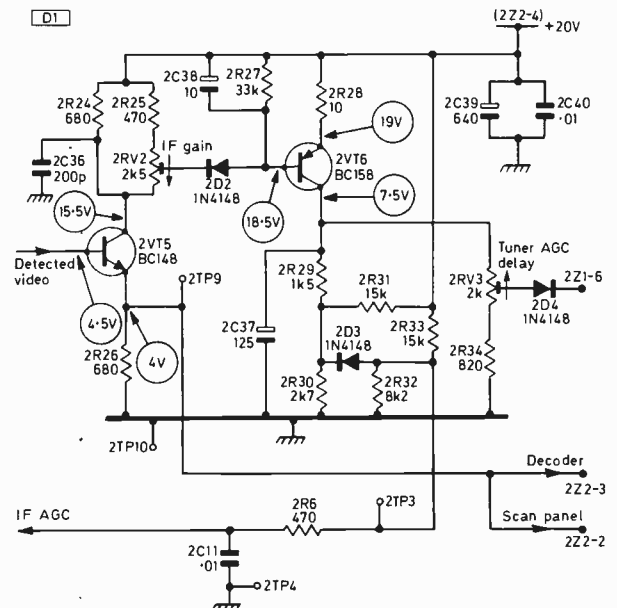 D1
(2Z2-4)
+20V
2C38
10
2R27
33k
2R28
10
2R24
680
2R25
470
2C39
640
2C40
·01
19V
IF gain
2RV2
2k5
2C36
200p
2D2
1N4148
2VT6
BC158
15·5V
18·5V
7·5V
2VT5
BC148
Detected
video
2TP9
Tuner AGC
delay
2R29
1k5
2R31
15k
2RV3
2k
2Z1-6
2D4
1N4148
4·5V
4V
2C37
125
2D3
1N4148
2R33
15k
2R26
680
2R34
820
2R30
2k7
2R32
8k2
2TP10
Decoder
2Z2-3
2R6
470
2TP3
IF AGC
Scan panel
2Z2-2
2C11
·01
2TP4